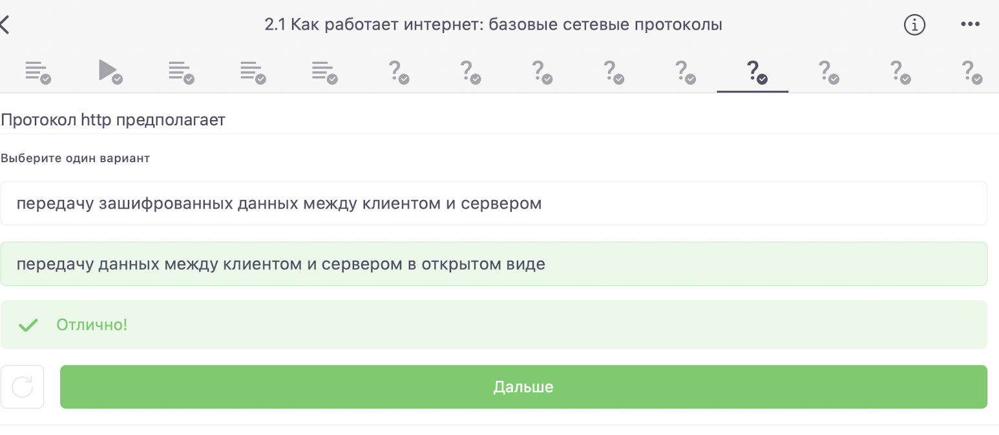 2.1 Как работает интернет: базовые сетевые протоколы
Протокол http предполагает
Выберите один вариант
передачу зашифрованных данных между клиентом и сервером
передачу данных между клиентом и сервером в открытом виде
Отлично!
Дальше